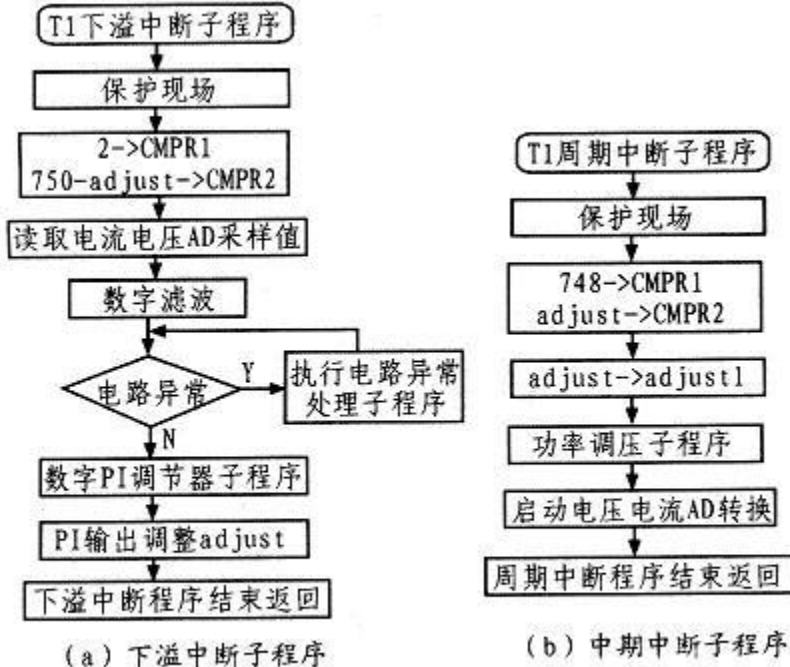 T1下溢中断子程序
保护现场
2->CMPR1
750-adjust->CMPR2
读取电流电压AD采样值
数字滤波
电路异常
Y
执行电路异常
处理子程序
N
数字PI调节器子程序
PI输出调整adjust
下溢中断程序结束返回
(a)下溢中断子程序
T1周期中断子程序
保护现场
748->CMPR1
adjust->CMPR2
adjust->adjust1
功率调压子程序
启动电压电流AD转换
周期中断程序结束返回
(b)中期中断子程序